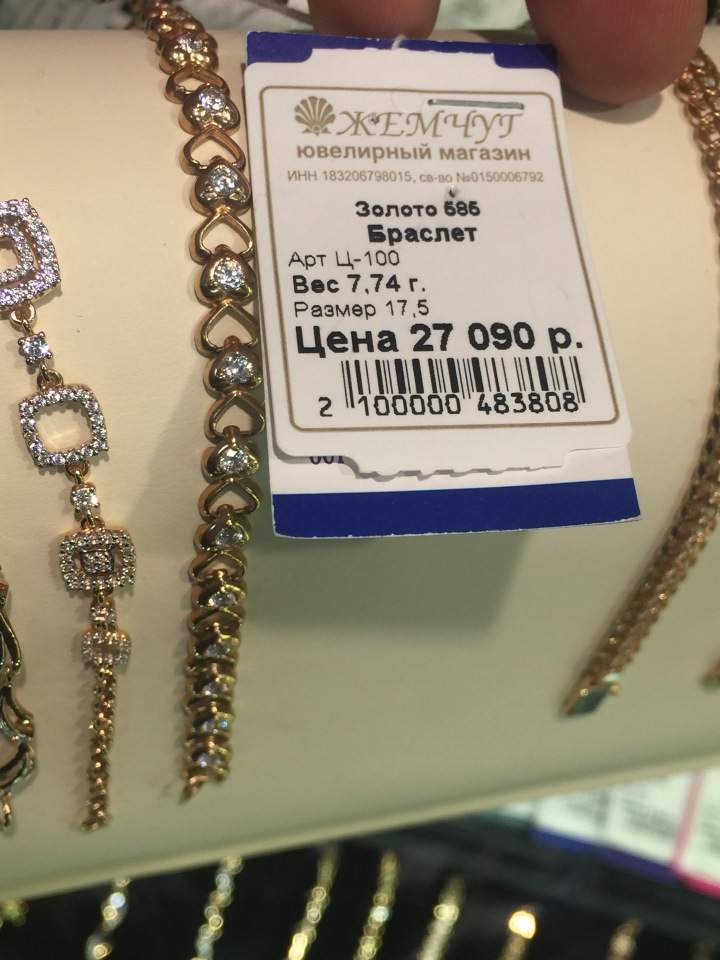 ЖЕМЧУГ
ювелирный магазин
ИНН 183206798015, св-во №0150006792
Золото 585
Браслет
Арт Ц-100
Вес 7,74 г.
Размер 17,5
Цена 27 090 р.
2 100000 483808
001